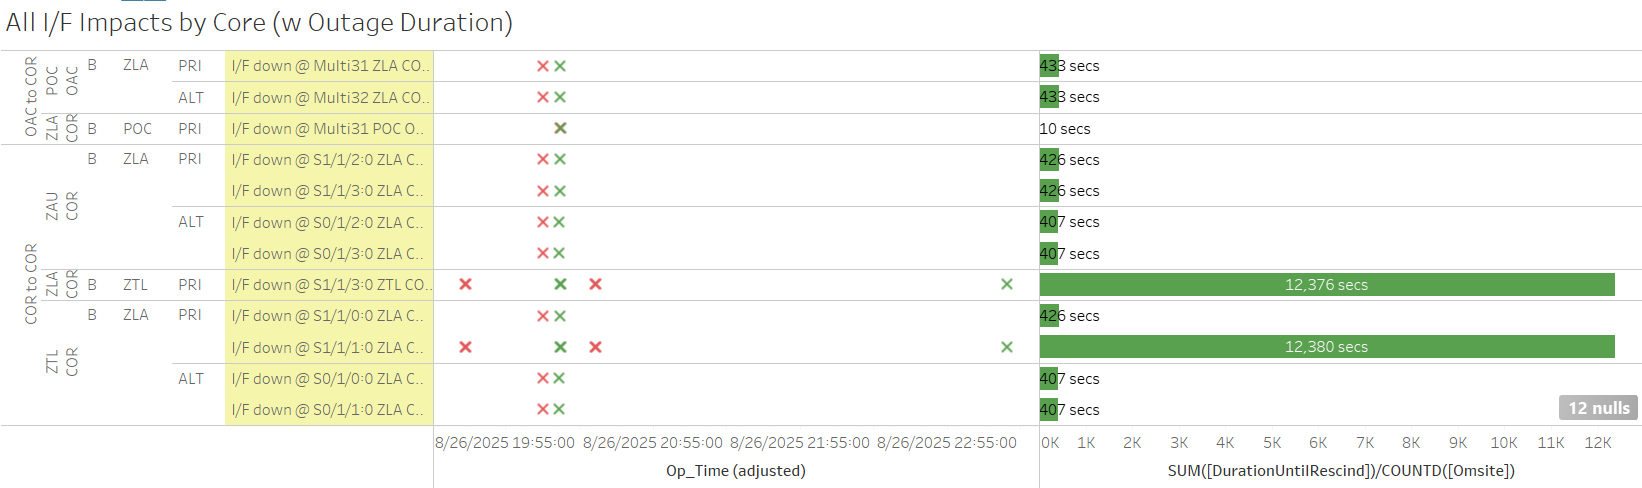 All I/F Impacts by Core (w Outage Duration)
OAC to COR
POC OAC
B ZLA PRI I/F down @ Multi31 ZLA CO.. 433 secs
ALT I/F down @ Multi32 ZLA CO.. 433 secs
ZLA COR
B POC PRI I/F down @ Multi31 POC O.. 10 secs
COR to COR
ZAU COR
B ZLA PRI I/F down @ S1/1/2:0 ZLA C.. 426 secs
I/F down @ S1/1/3:0 ZLA C.. 426 secs
ALT I/F down @ S0/1/2:0 ZLA C.. 407 secs
I/F down @ S0/1/3:0 ZLA C.. 407 secs
ZLA COR
B ZTL PRI I/F down @ S1/1/3:0 ZTL CO.. 12,376 secs
ZTL COR
B ZLA PRI I/F down @ S1/1/0:0 ZLA C.. 426 secs
I/F down @ S1/1/1:0 ZLA C.. 12,380 secs
ALT I/F down @ S0/1/0:0 ZLA C.. 407 secs
I/F down @ S0/1/1:0 ZLA C.. 407 secs
12 nulls
8/26/2025 19:55:00 8/26/2025 20:55:00 8/26/2025 21:55:00 8/26/2025 22:55:00 0K 1K 2K 3K 4K 5K 6K 7K 8K 9K 10K 11K 12K
Op_Time (adjusted) SUM([DurationUntilRescind])/COUNTD([Omsite])